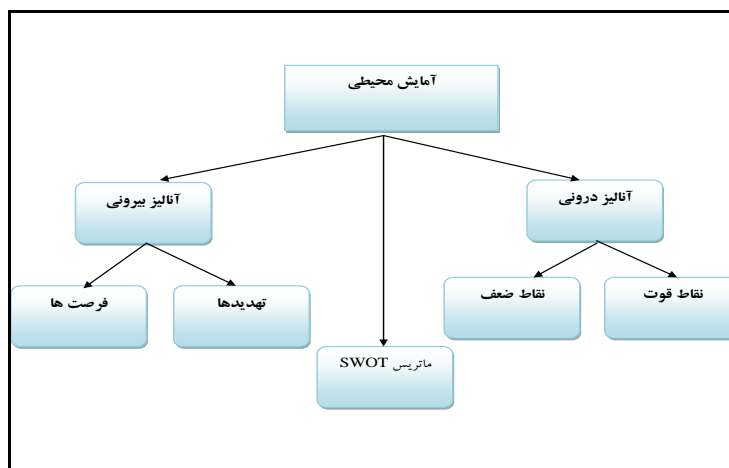 آمایش محیطی
آنالیز درونی
آنالیز بیرونی
نقاط قوت
نقاط ضعف
تهدیدها
فرصت ها
ماتریس SWOT